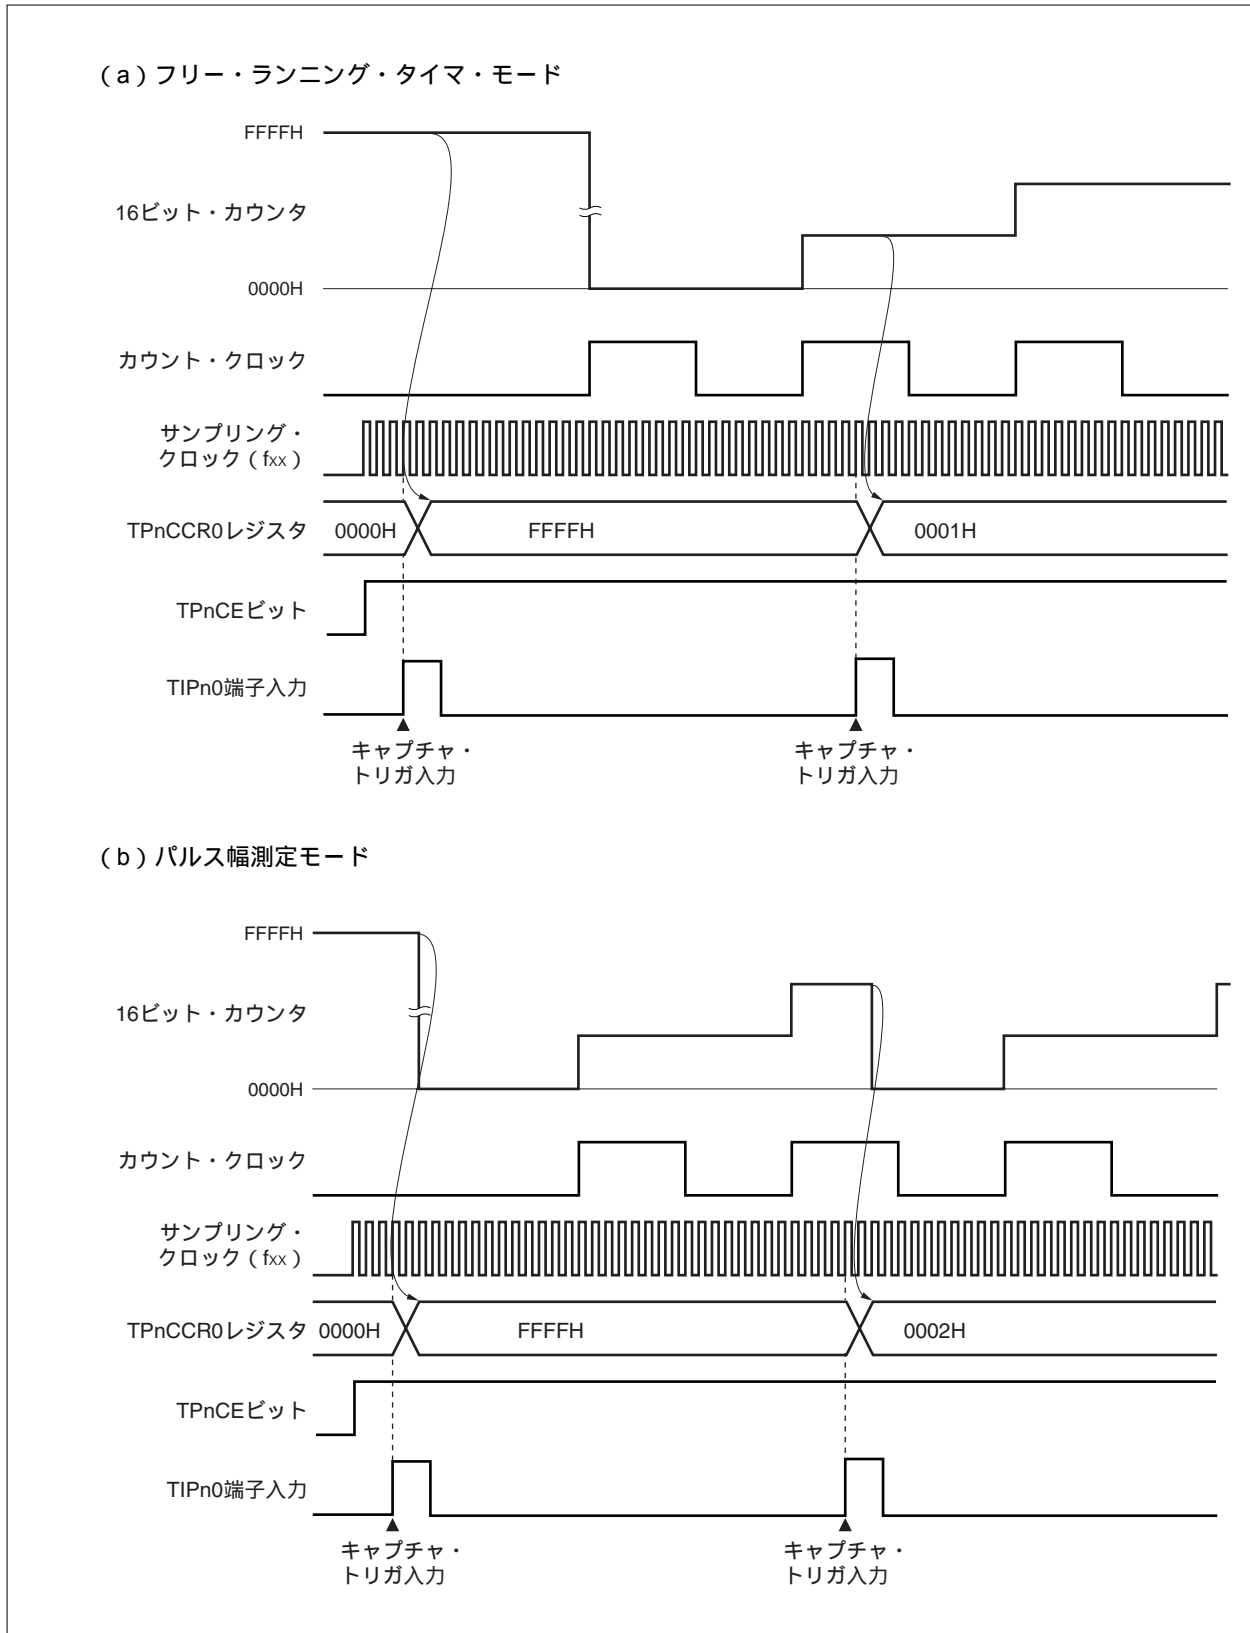 （a）フリー・ランニング・タイマ・モード
FFFFH
16ビット・カウンタ
0000H
カウント・クロック
サンプリング・
クロック（fxx）
TPnCCR0レジスタ 0000H FFFFH 0001H
TPnCEビット
TIPn0端子入力
キャプチャ・ キャプチャ・
トリガ入力 トリガ入力
（b）パルス幅測定モード
FFFFH
16ビット・カウンタ
0000H
カウント・クロック
サンプリング・
クロック（fxx）
TPnCCR0レジスタ 0000H FFFFH 0002H
TPnCEビット
TIPn0端子入力
キャプチャ・ キャプチャ・
トリガ入力 トリガ入力